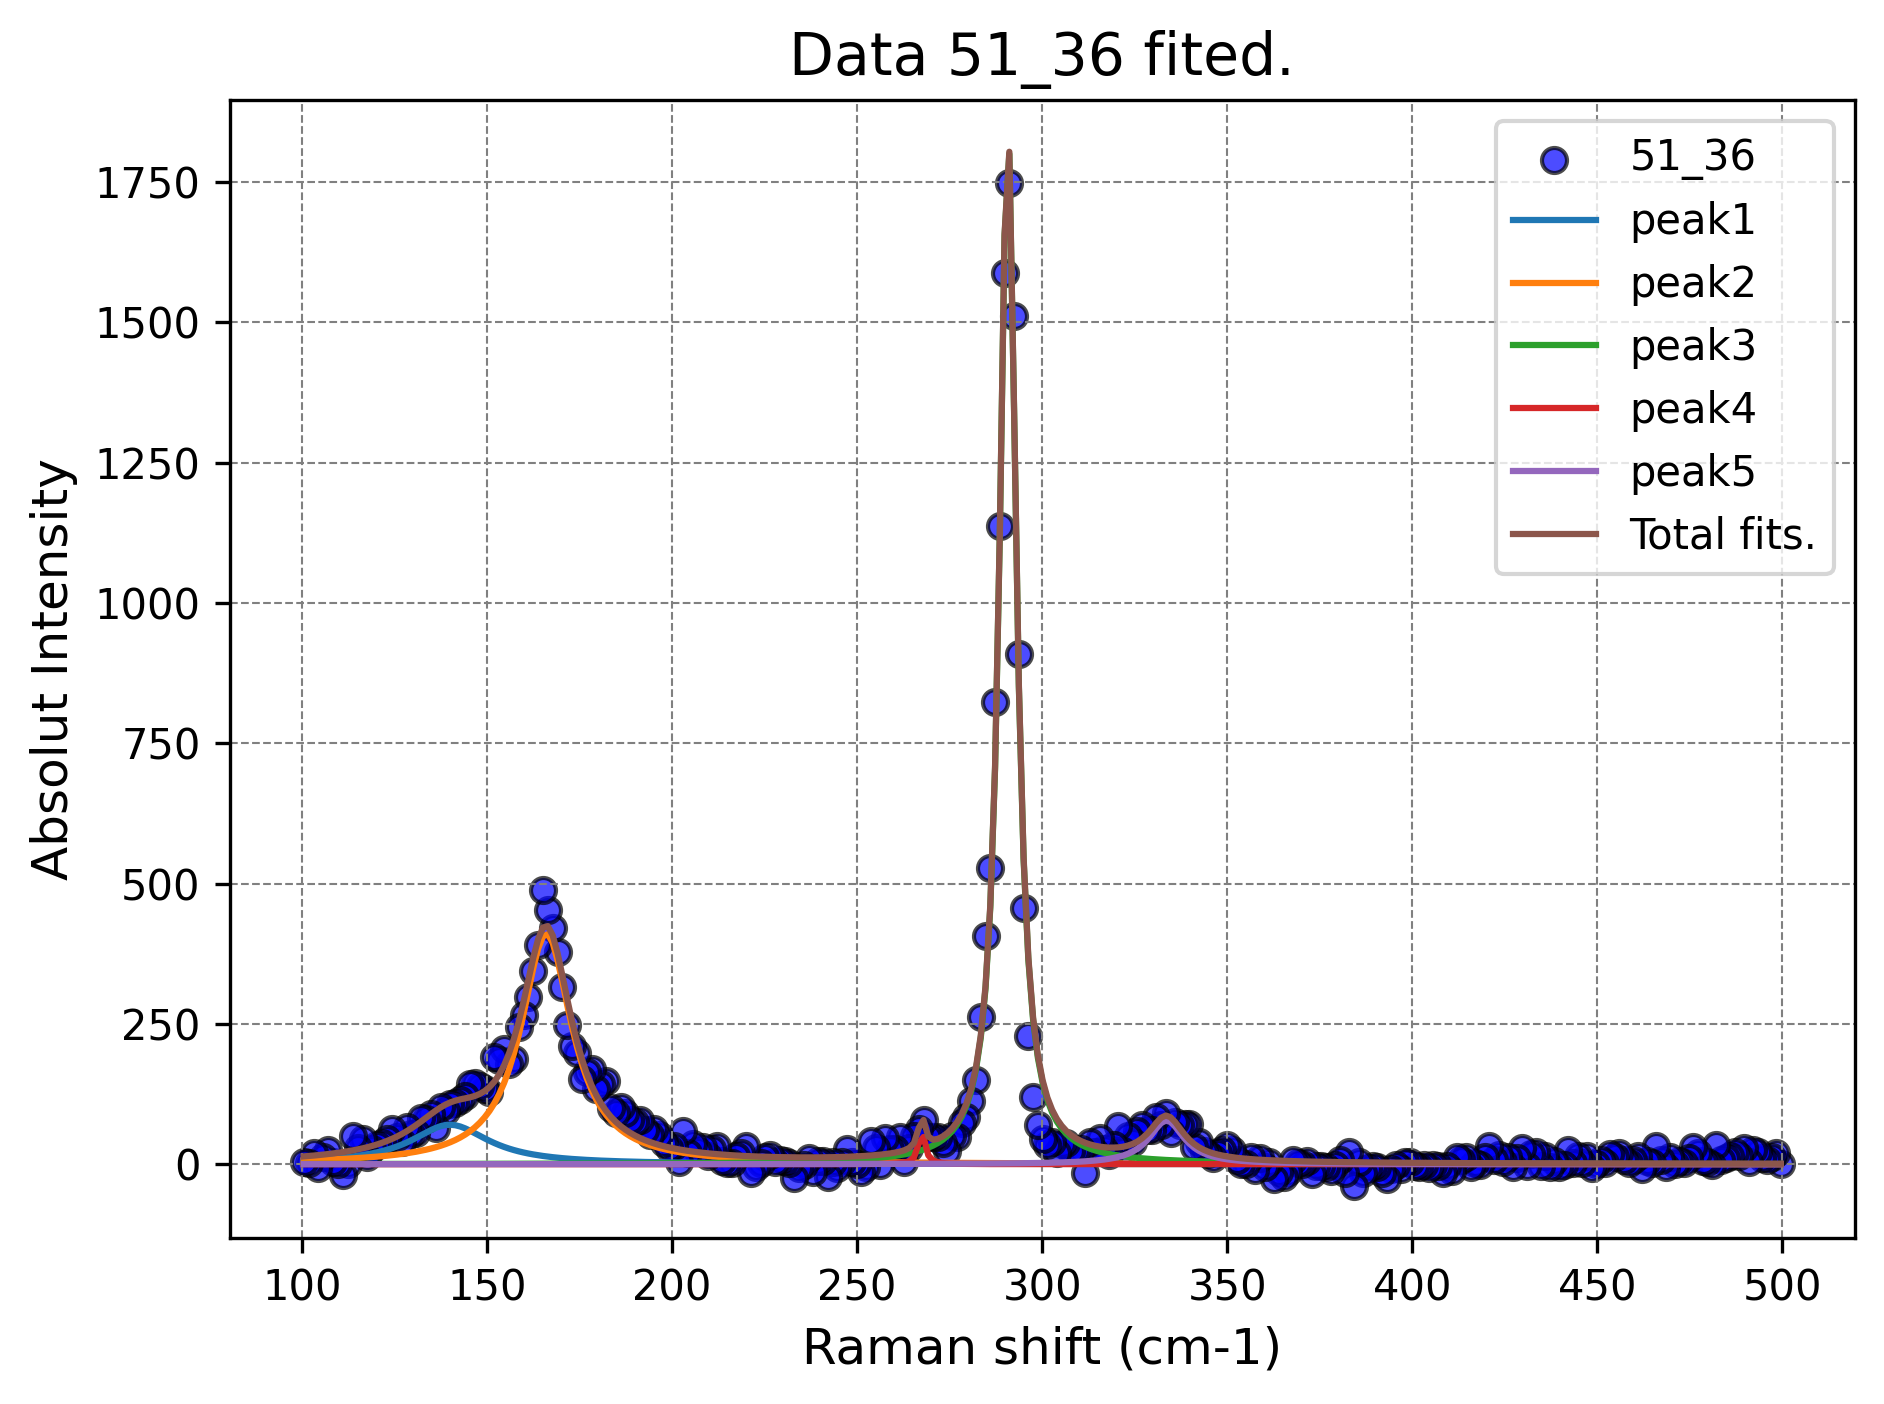 Data 51_36 fited.
1750
1500
1250
1000
750
500
250
0
Absolut Intensity
51_36
peak1
peak2
peak3
peak4
peak5
Total fits.
100 150 200 250 300 350 400 450 500
Raman shift (cm-1)